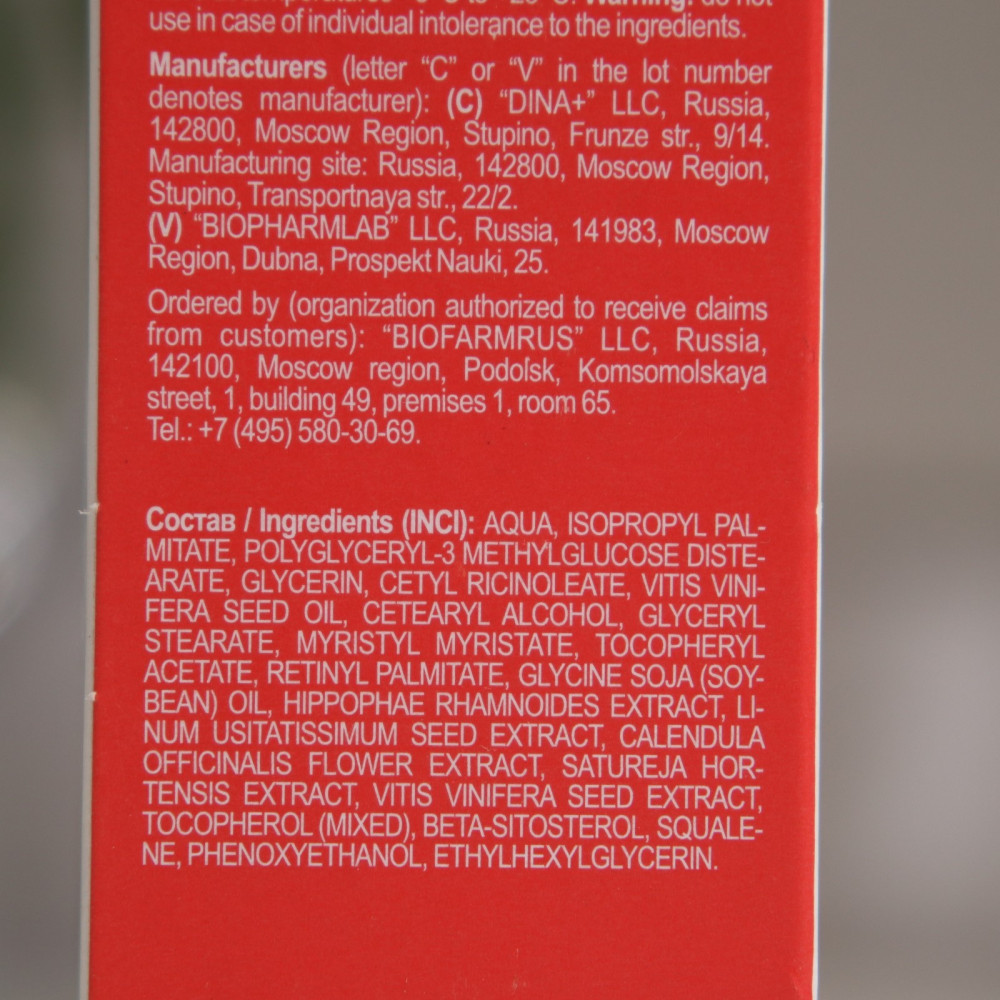 Warning: do not
use in case of individual intolerance to the ingredients.
Manufacturers (letter “C” or “V” in the lot number
denotes manufacturer): (C) “DINA+” LLC, Russia,
142800, Moscow Region, Stupino, Frunze str., 9/14.
Manufacturing site: Russia, 142800, Moscow Region,
Stupino, Transportnaya str., 22/2.
(V) “BIOPHARMLAB” LLC, Russia, 141983, Moscow
Region, Dubna, Prospekt Nauki, 25.
Ordered by (organization authorized to receive claims
from customers): “BIOFARMRUS” LLC, Russia,
142100, Moscow region, Podolsk, Komsomolskaya
street, 1, building 49, premises 1, room 65.
Tel.: +7 (495) 580-30-69.
Состав / Ingredients (INCI): AQUA, ISOPROPYL PAL-
MITATE, POLYGLYCERYL-3 METHYLGLUCOSE DISTE-
ARATE, GLYCERIN, CETYL RICINOLEATE, VITIS VINI-
FERA SEED OIL, CETEARYL ALCOHOL, GLYCERYL
STEARATE, MYRISTYL MYRISTATE, TOCOPHERYL
ACETATE, RETINYL PALMITATE, GLYCINE SOJA (SOY-
BEAN) OIL, HIPPOPHAE RHAMNOIDES EXTRACT, LI-
NUM USITATISSIMUM SEED EXTRACT, CALENDULA
OFFICINALIS FLOWER EXTRACT, SATUREJA HOR-
TENSIS EXTRACT, VITIS VINIFERA SEED EXTRACT,
TOCOPHEROL (MIXED), BETA-SITOSTEROL, SQUALE-
NE, PHENOXYETHANOL, ETHYLHEXYLGLYCERIN.